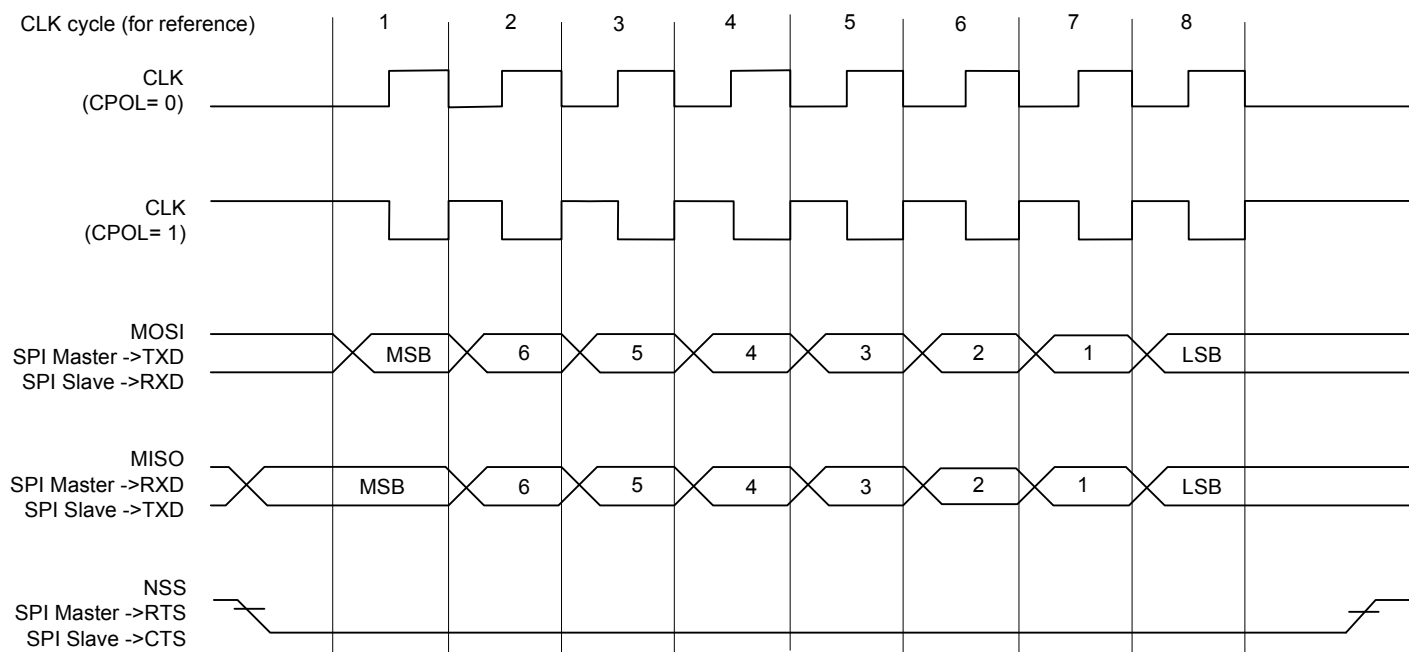 CLK cycle (for reference) 1 2 3 4 5 6 7 8
CLK
(CPOL= 0)
CLK
(CPOL= 1)
MOSI
SPI Master ->TXD
SPI Slave ->RXD
MSB 6 5 4 3 2 1 LSB
MISO
SPI Master ->RXD
SPI Slave ->TXD
MSB 6 5 4 3 2 1 LSB
NSS
SPI Master ->RTS
SPI Slave ->CTS